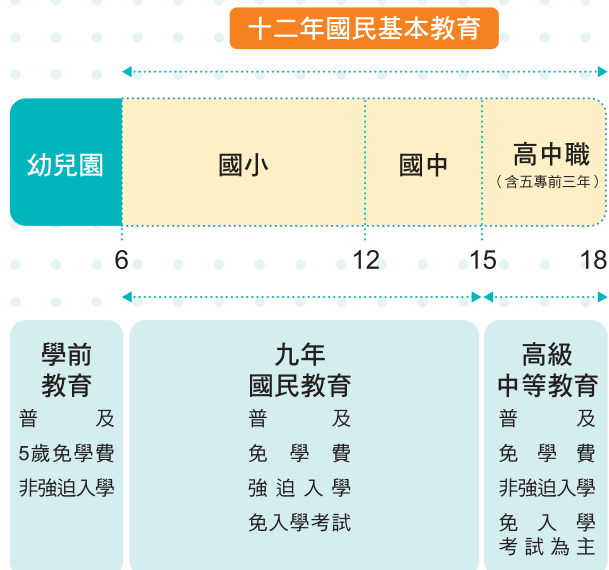 十二年國民基本教育
幼兒園
國小
國中
高中職
（含五專前三年）
6
12
15
18
學前
教育
普及
5歲免學費
非強迫入學
九年
國民教育
普及
免學費
強迫入學
免入學考試
高級
中等教育
普及
免學費
非強迫入學
免入學
考試為主